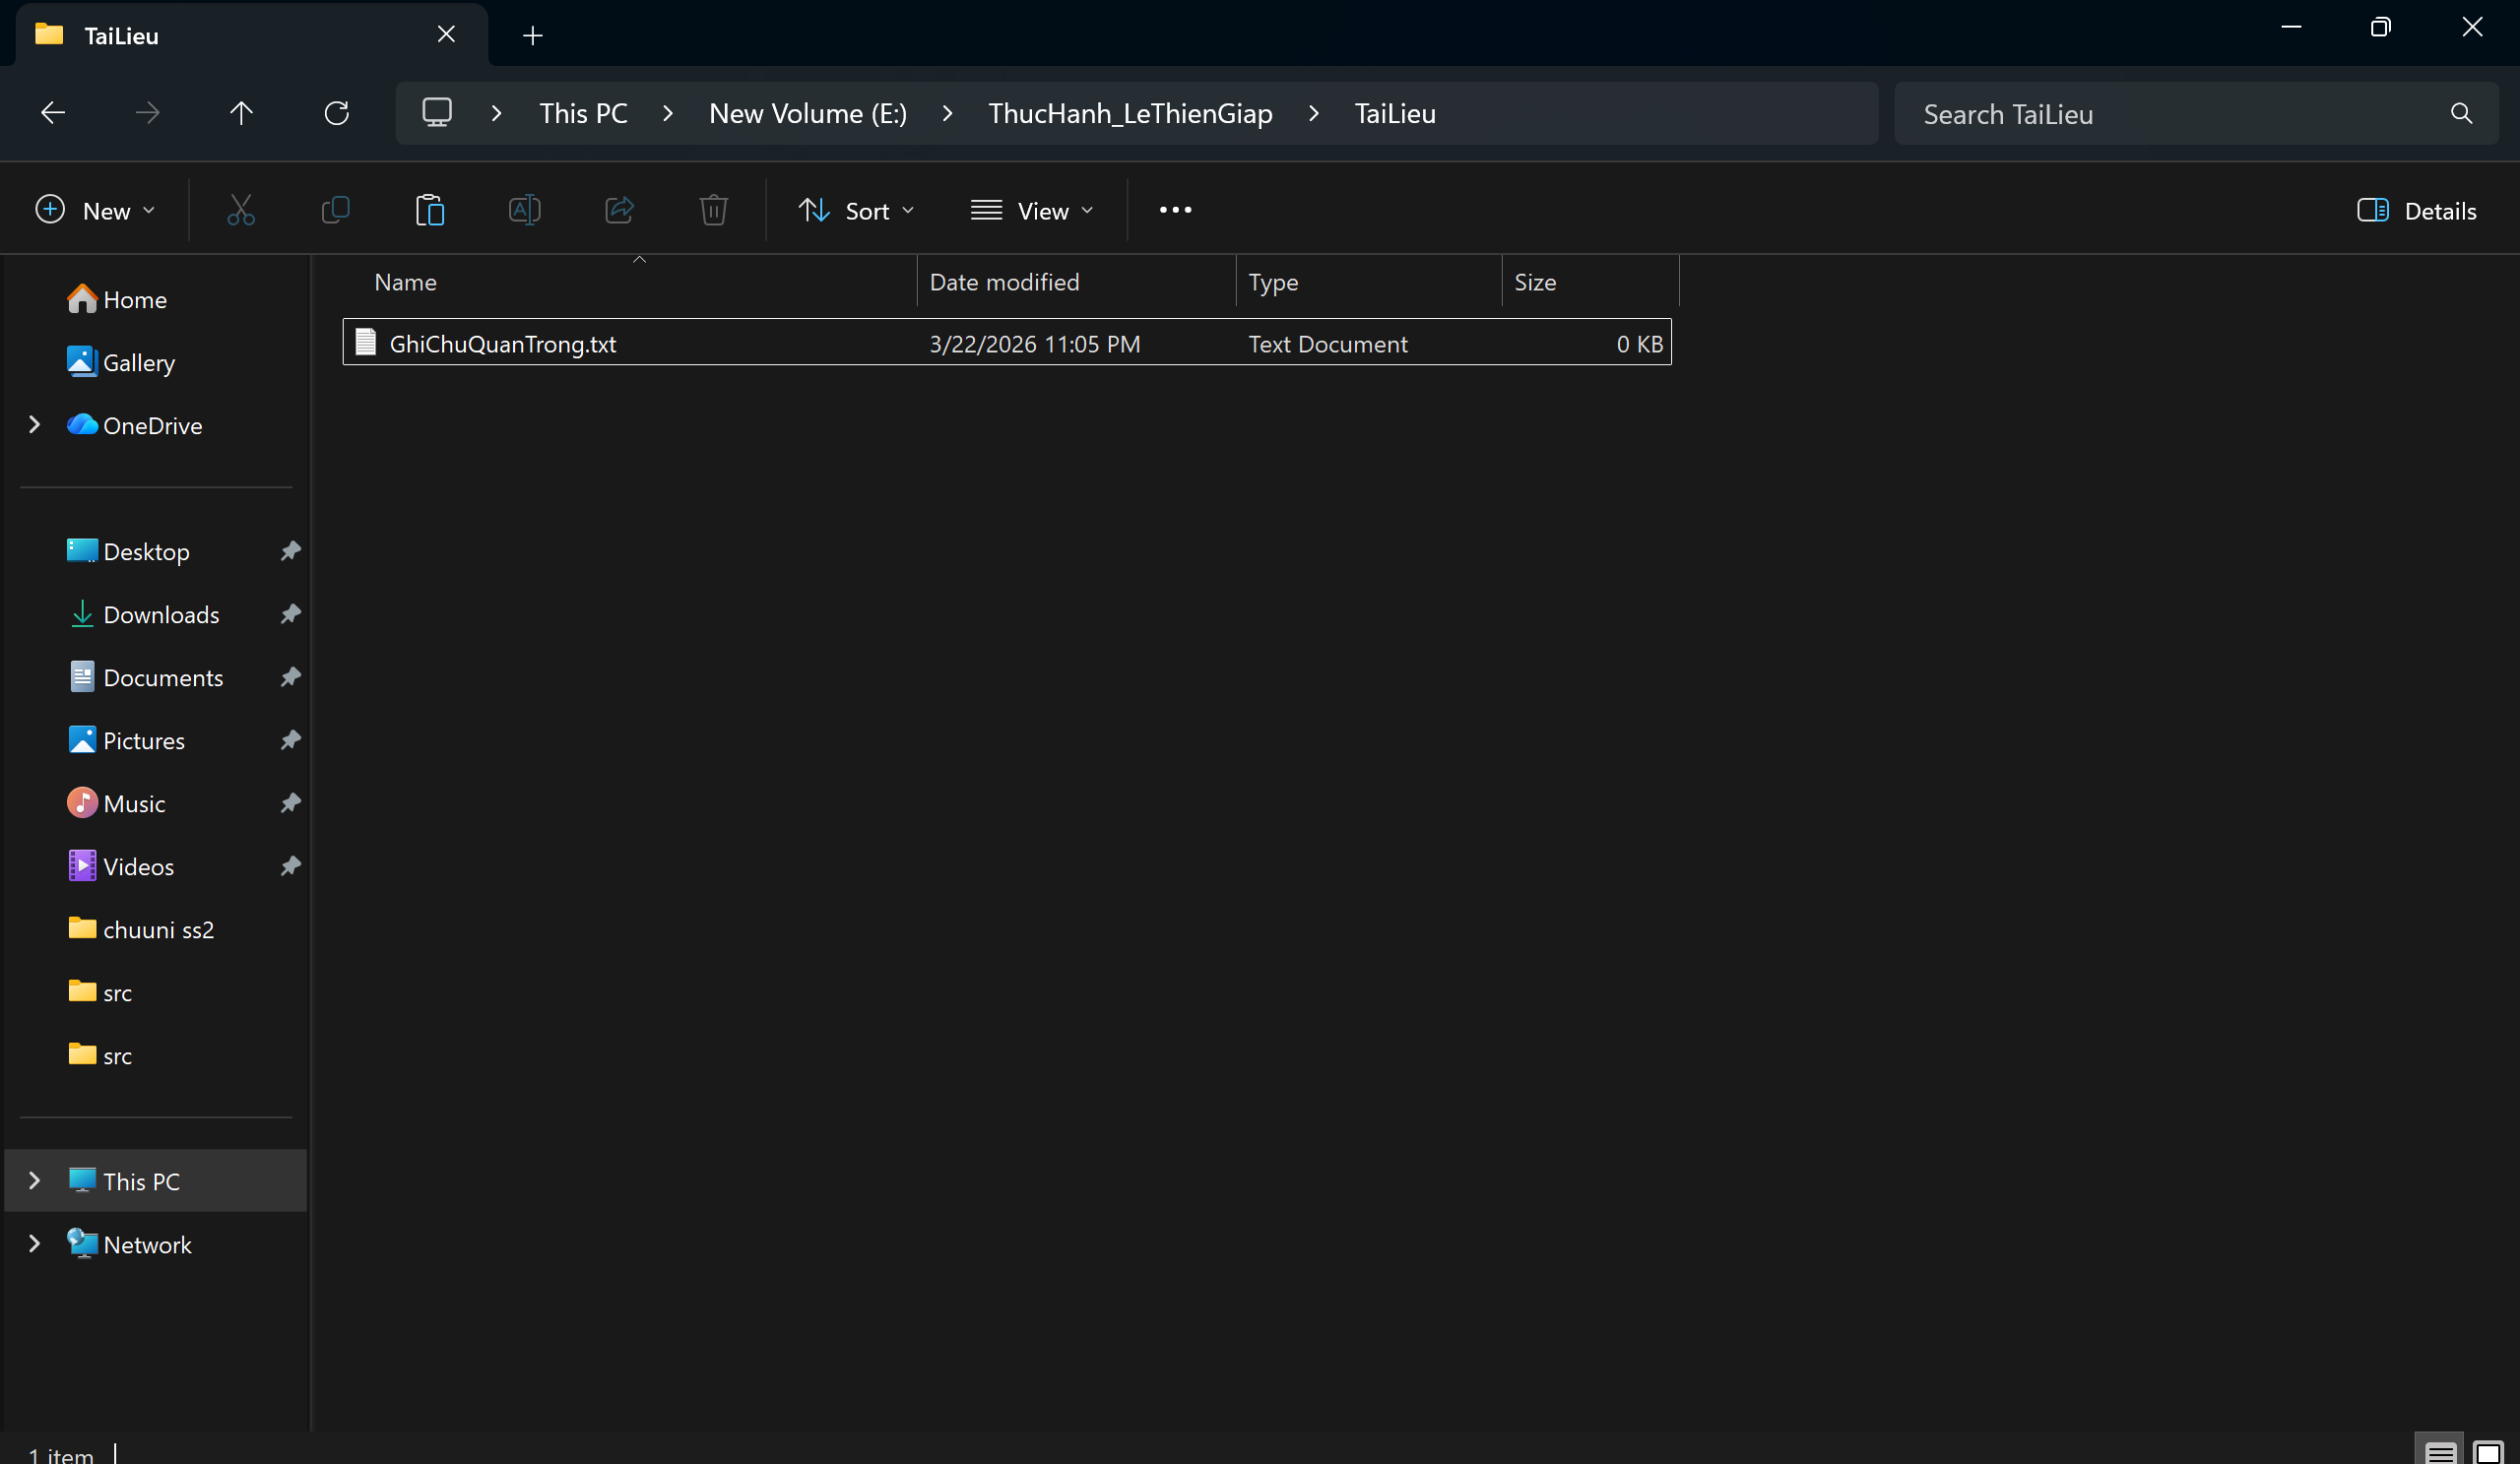 TaiLieu
This PC > New Volume (E:) > ThucHanh_LeThienGiap > TaiLieu
Search TaiLieu
New
Sort
View
Details
Name
Date modified
Type
Size
GhiChuQuanTrong.txt 3/22/2026 11:05 PM Text Document 0 KB
Home
Gallery
OneDrive
Desktop
Downloads
Documents
Pictures
Music
Videos
chuuni ss2
src
src
This PC
Network
1 item